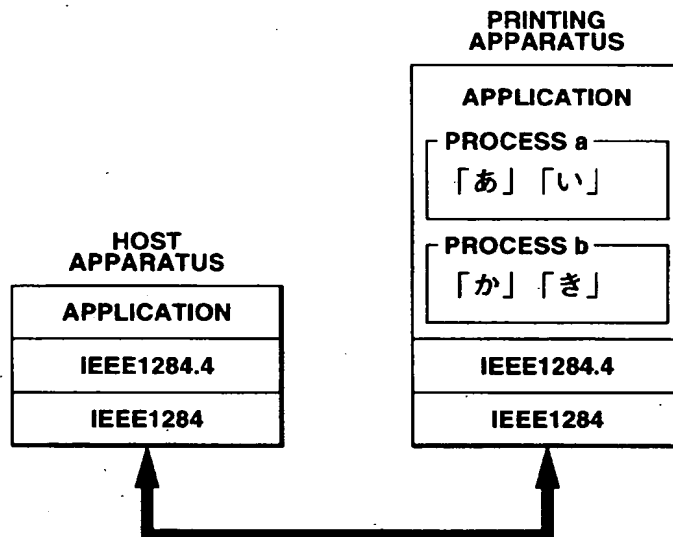 PRINTING
APPARATUS
APPLICATION
PROCESS a
「あ」「い」
PROCESS b
「か」「き」
IEEE1284.4
IEEE1284
HOST
APPARATUS
APPLICATION
IEEE1284.4
IEEE1284